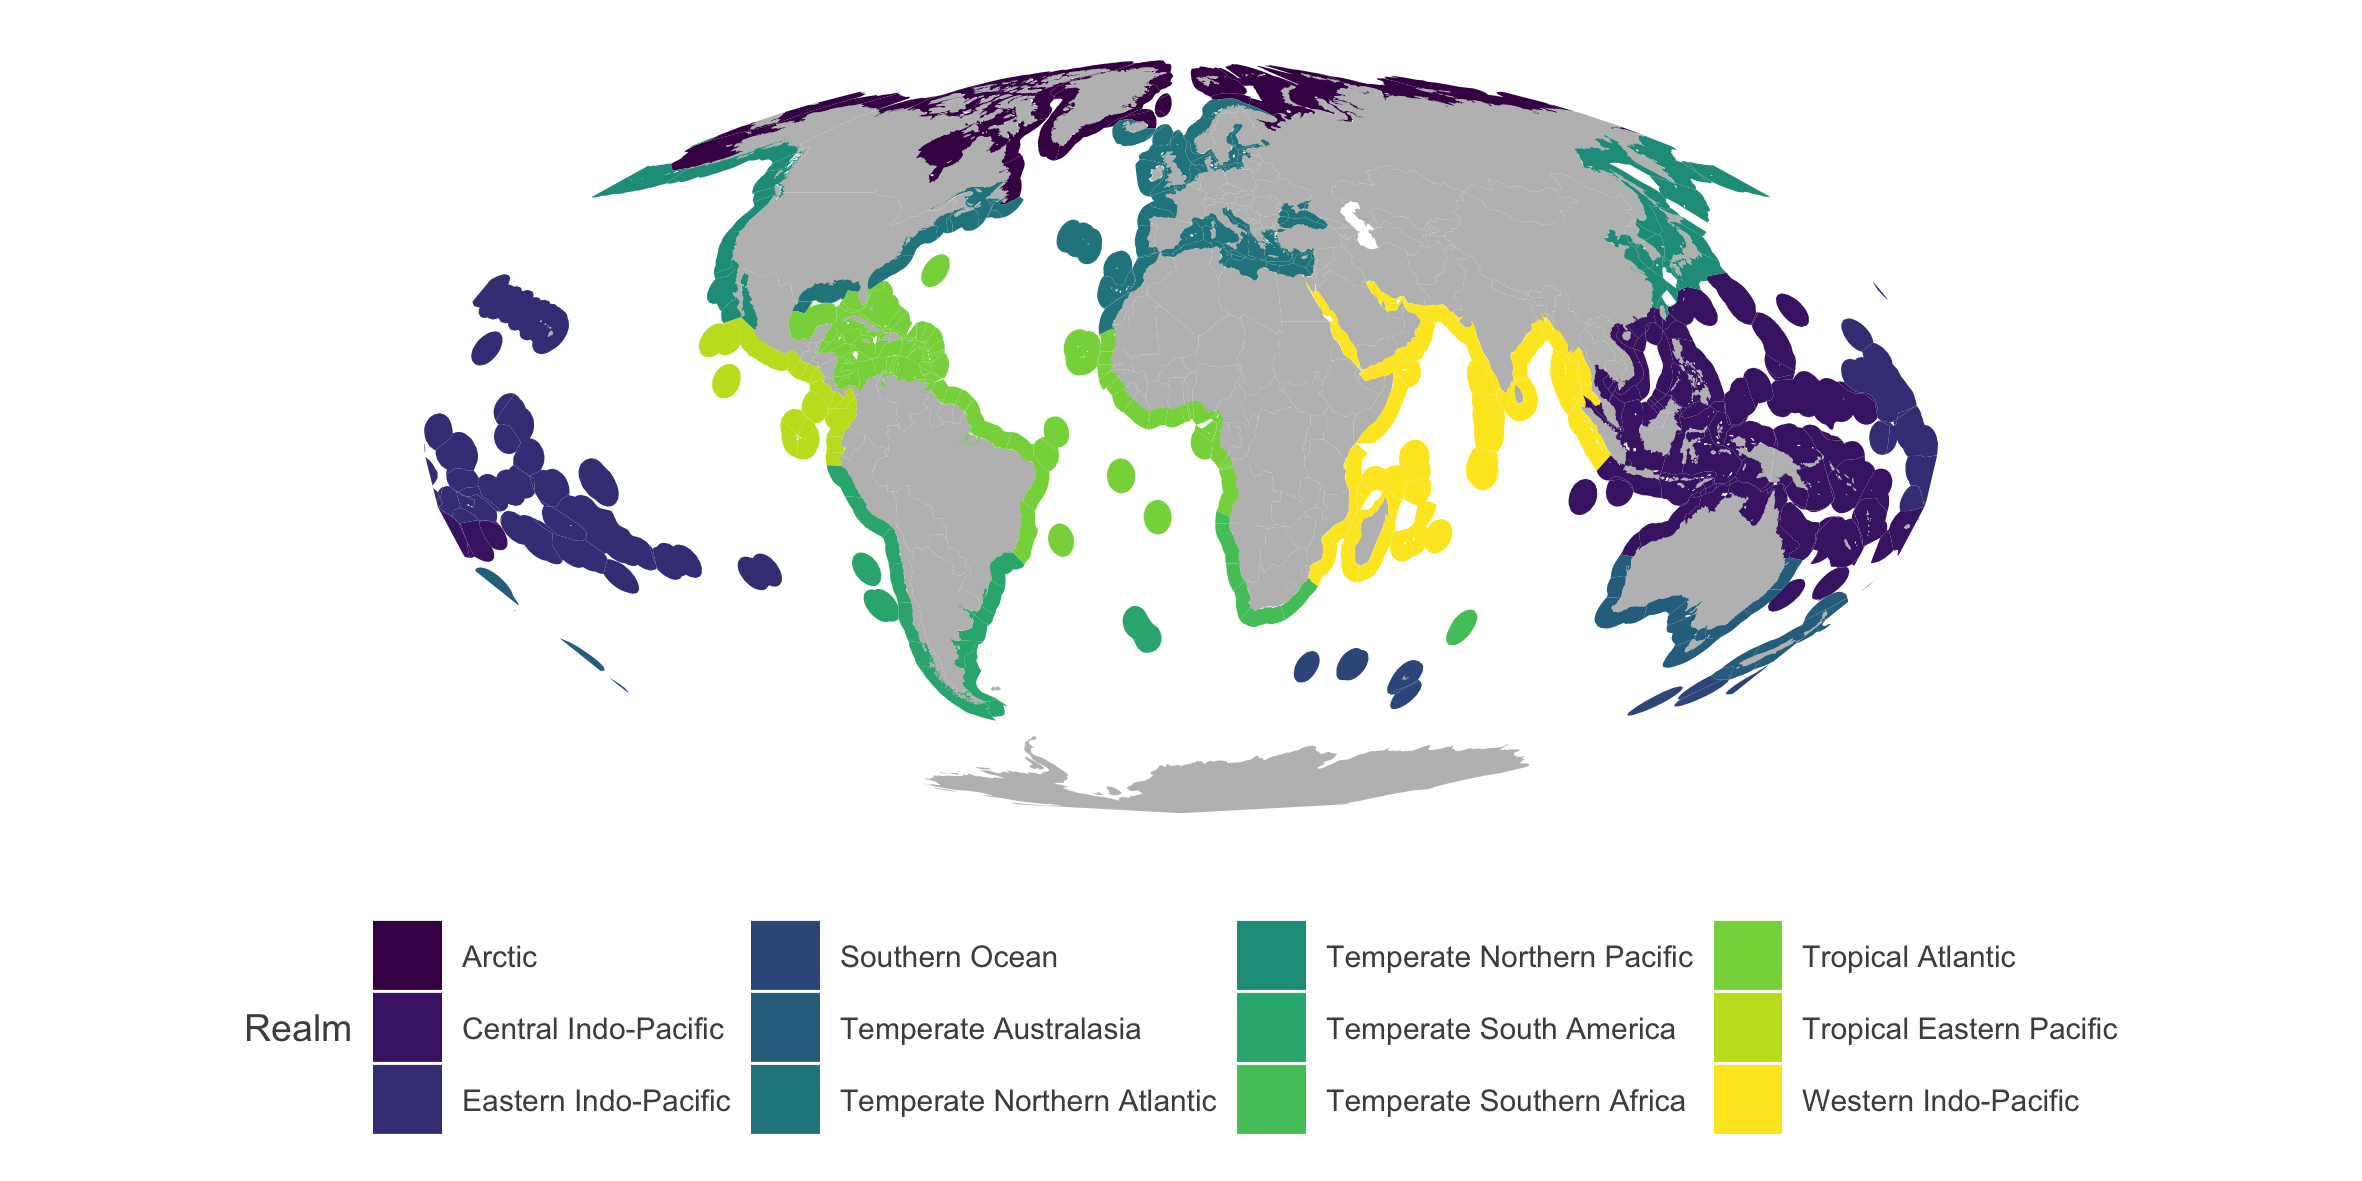 Realm
Arctic
Central Indo-Pacific
Eastern Indo-Pacific
Southern Ocean
Temperate Australasia
Temperate Northern Atlantic
Temperate Northern Pacific
Temperate South America
Temperate Southern Africa
Tropical Atlantic
Tropical Eastern Pacific
Western Indo-Pacific